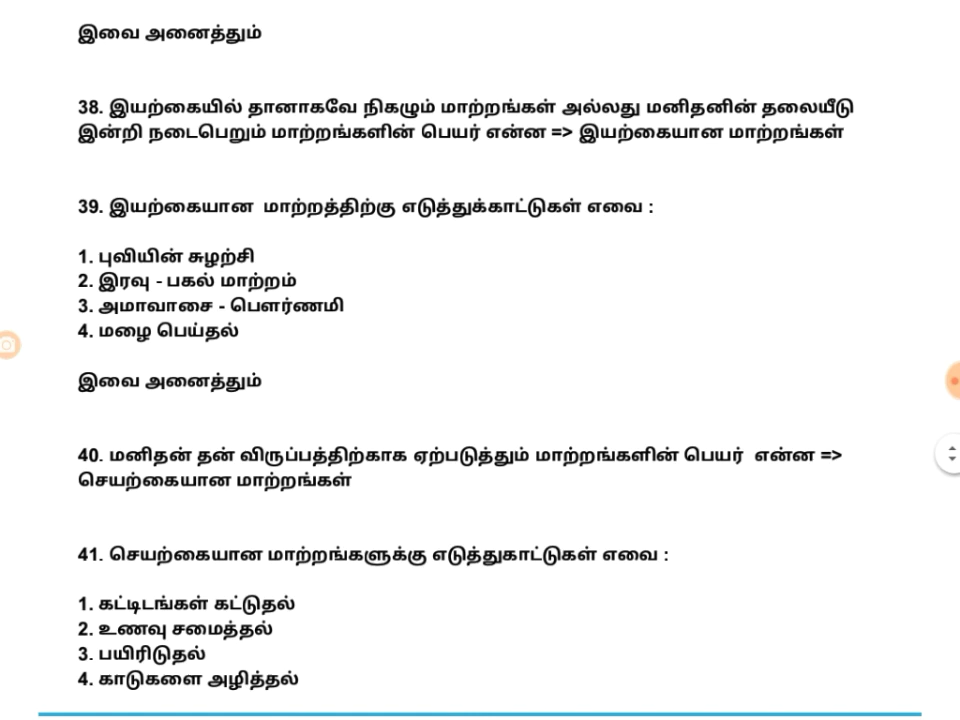 இவை அனைத்தும்
38. இயற்கையில் தானாகவே நிகழும் மாற்றங்கள் அல்லது மனிதனின் தலையீடு
இன்றி நடைபெறும் மாற்றங்களின் பெயர் என்ன => இயற்கையான மாற்றங்கள்
39. இயற்கையான மாற்றத்திற்கு எடுத்துக்காட்டுகள் எவை :
1. புவியின் சுழற்சி
2. இரவு - பகல் மாற்றம்
3. அமாவாசை - பௌர்ணமி
4. மழை பெய்தல்
இவை அனைத்தும்
40. மனிதன் தன் விருப்பத்திற்காக ஏற்படுத்தும் மாற்றங்களின் பெயர் என்ன =>
செயற்கையான மாற்றங்கள்
41. செயற்கையான மாற்றங்களுக்கு எடுத்துகாட்டுகள் எவை :
1. கட்டிடங்கள் கட்டுதல்
2. உணவு சமைத்தல்
3. பயிரிடுதல்
4. காடுகளை அழித்தல்